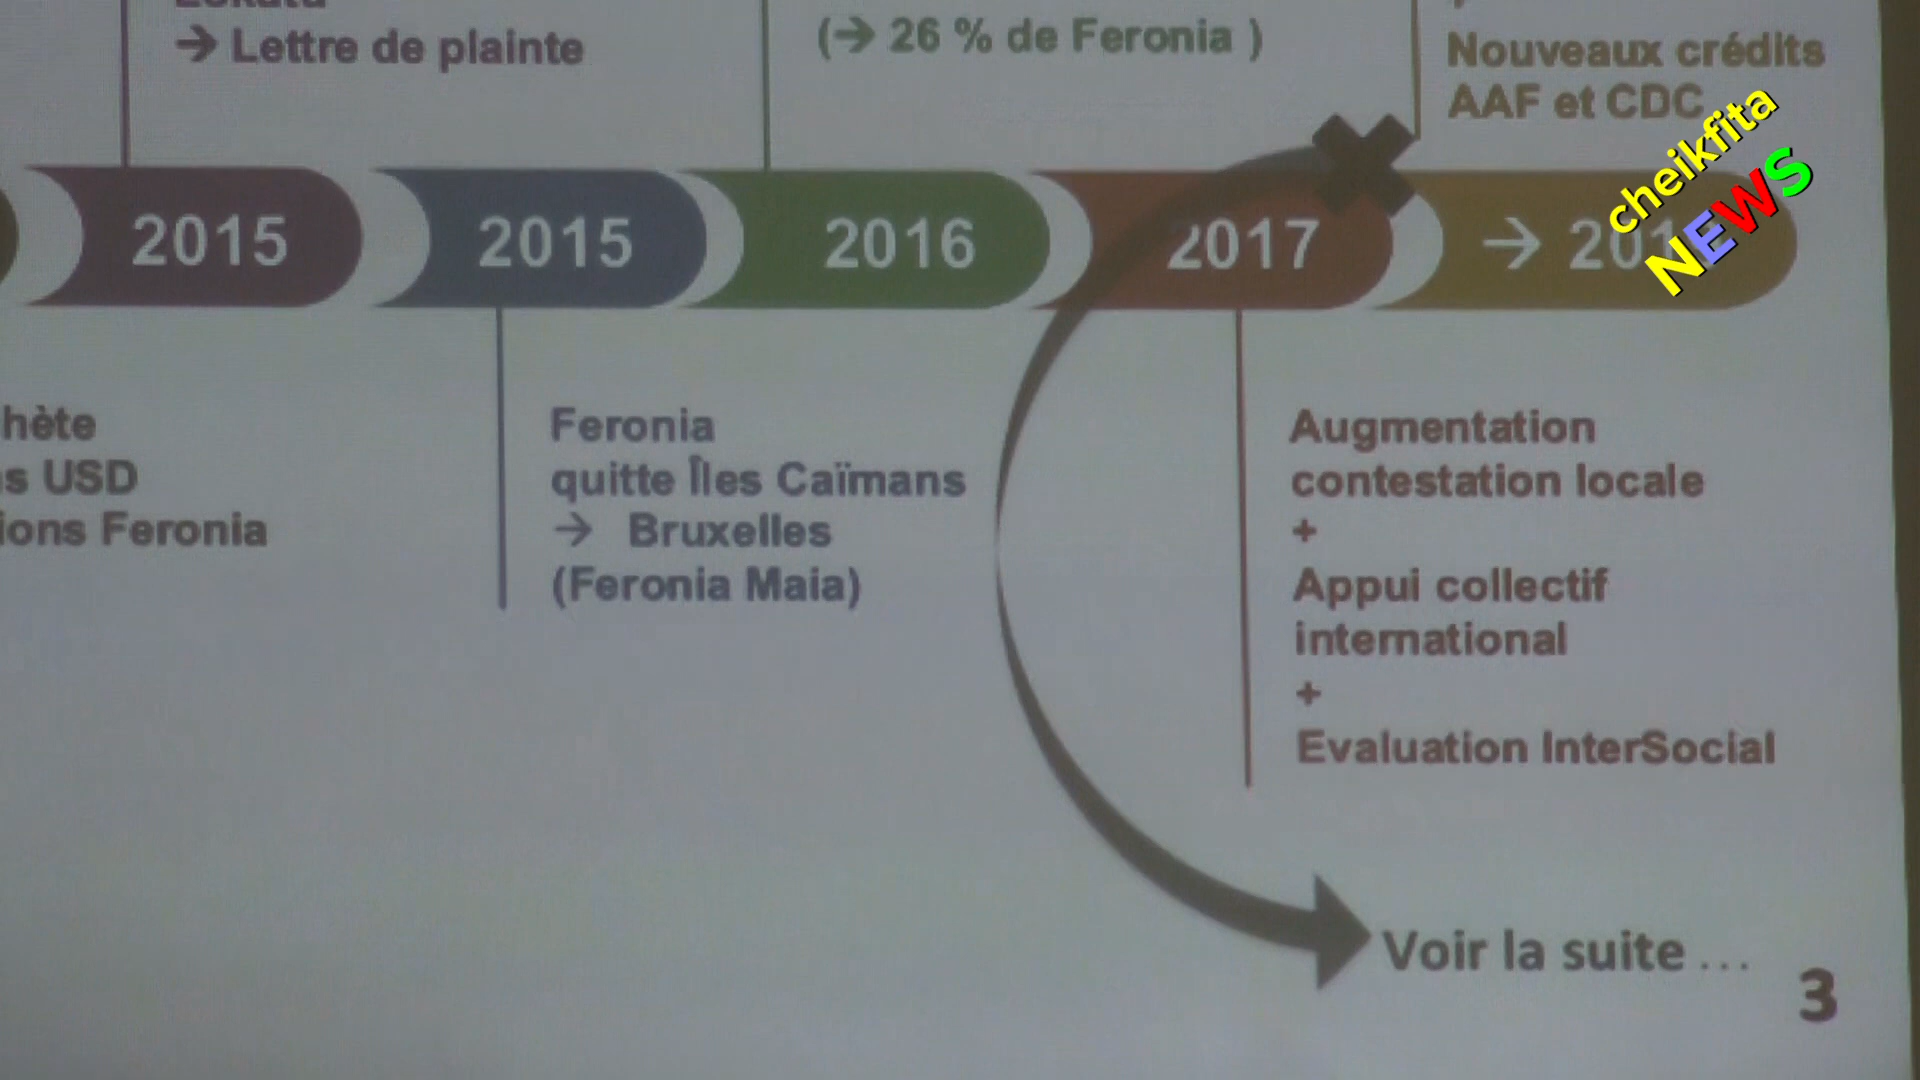 → Lettre de plainte
(→ 26 % de Feronia )
Nouveaux crédits
AAF et CDC
cheikfita
NEWS
2015
2015
2016
2017
→
hète
s USD
ions Feronia
Feronia
quitte Îles Caïmans
→ Bruxelles
(Feronia Maia)
Augmentation
contestation locale
+
Appui collectif
international
+
Evaluation InterSocial
Voir la suite ...
3